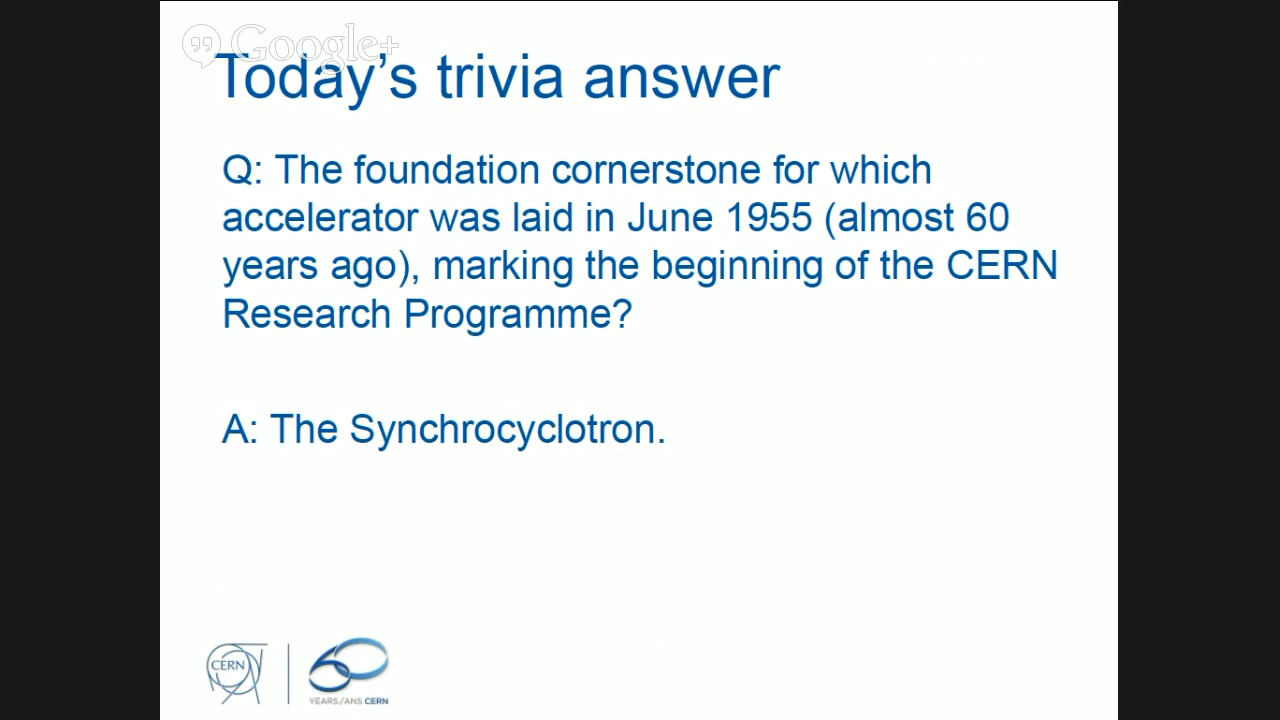 Google+
Today's trivia answer
Q: The foundation cornerstone for which
accelerator was laid in June 1955 (almost 60
years ago), marking the beginning of the CERN
Research Programme?
A: The Synchrocyclotron.
CERN
60
YEARS/ANS CERN